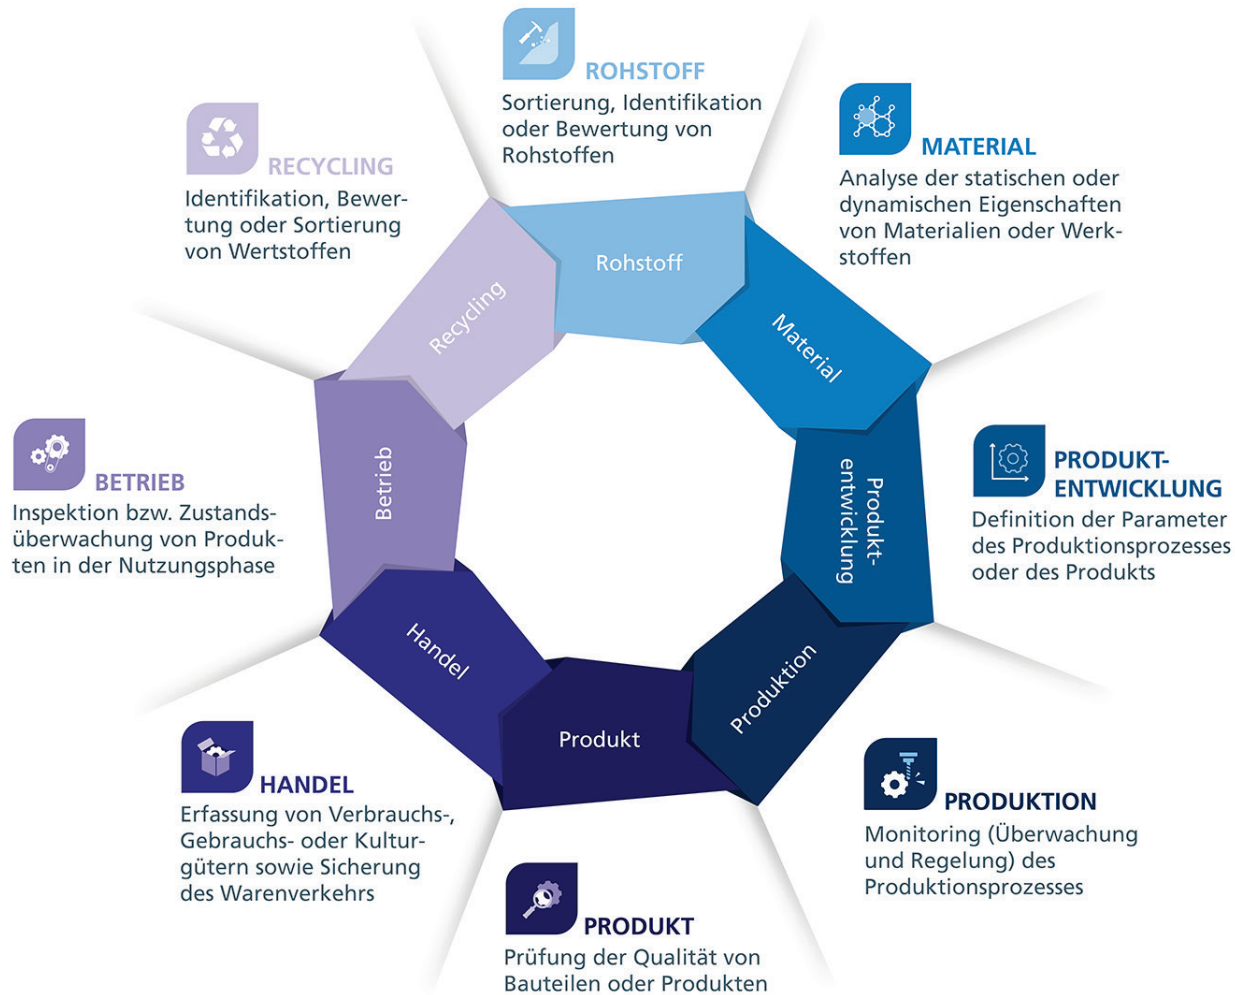 ROHSTOFF
Sortierung, Identifikation
oder Bewertung von
Rohstoffen
MATERIAL
Analyse der statischen oder
dynamischen Eigenschaften
von Materialien oder Werk-
stoffen
PRODUKT-
ENTWICKLUNG
Definition der Parameter
des Produktionsprozesses
oder des Produkts
PRODUKTION
Monitoring (Überwachung
und Regelung) des
Produktionsprozesses
PRODUKT
Prüfung der Qualität von
Bauteilen oder Produkten
HANDEL
Erfassung von Verbrauchs-,
Gebrauchs- oder Kultur-
gütern sowie Sicherung
des Warenverkehrs
BETRIEB
Inspektion bzw. Zustands-
überwachung von Produk-
ten in der Nutzungsphase
RECYCLING
Identifikation, Bewer-
tung oder Sortierung
von Wertstoffen
Rohstoff
Material
Produkt-
entwicklung
Produktion
Produkt
Handel
Betrieb
Recycling